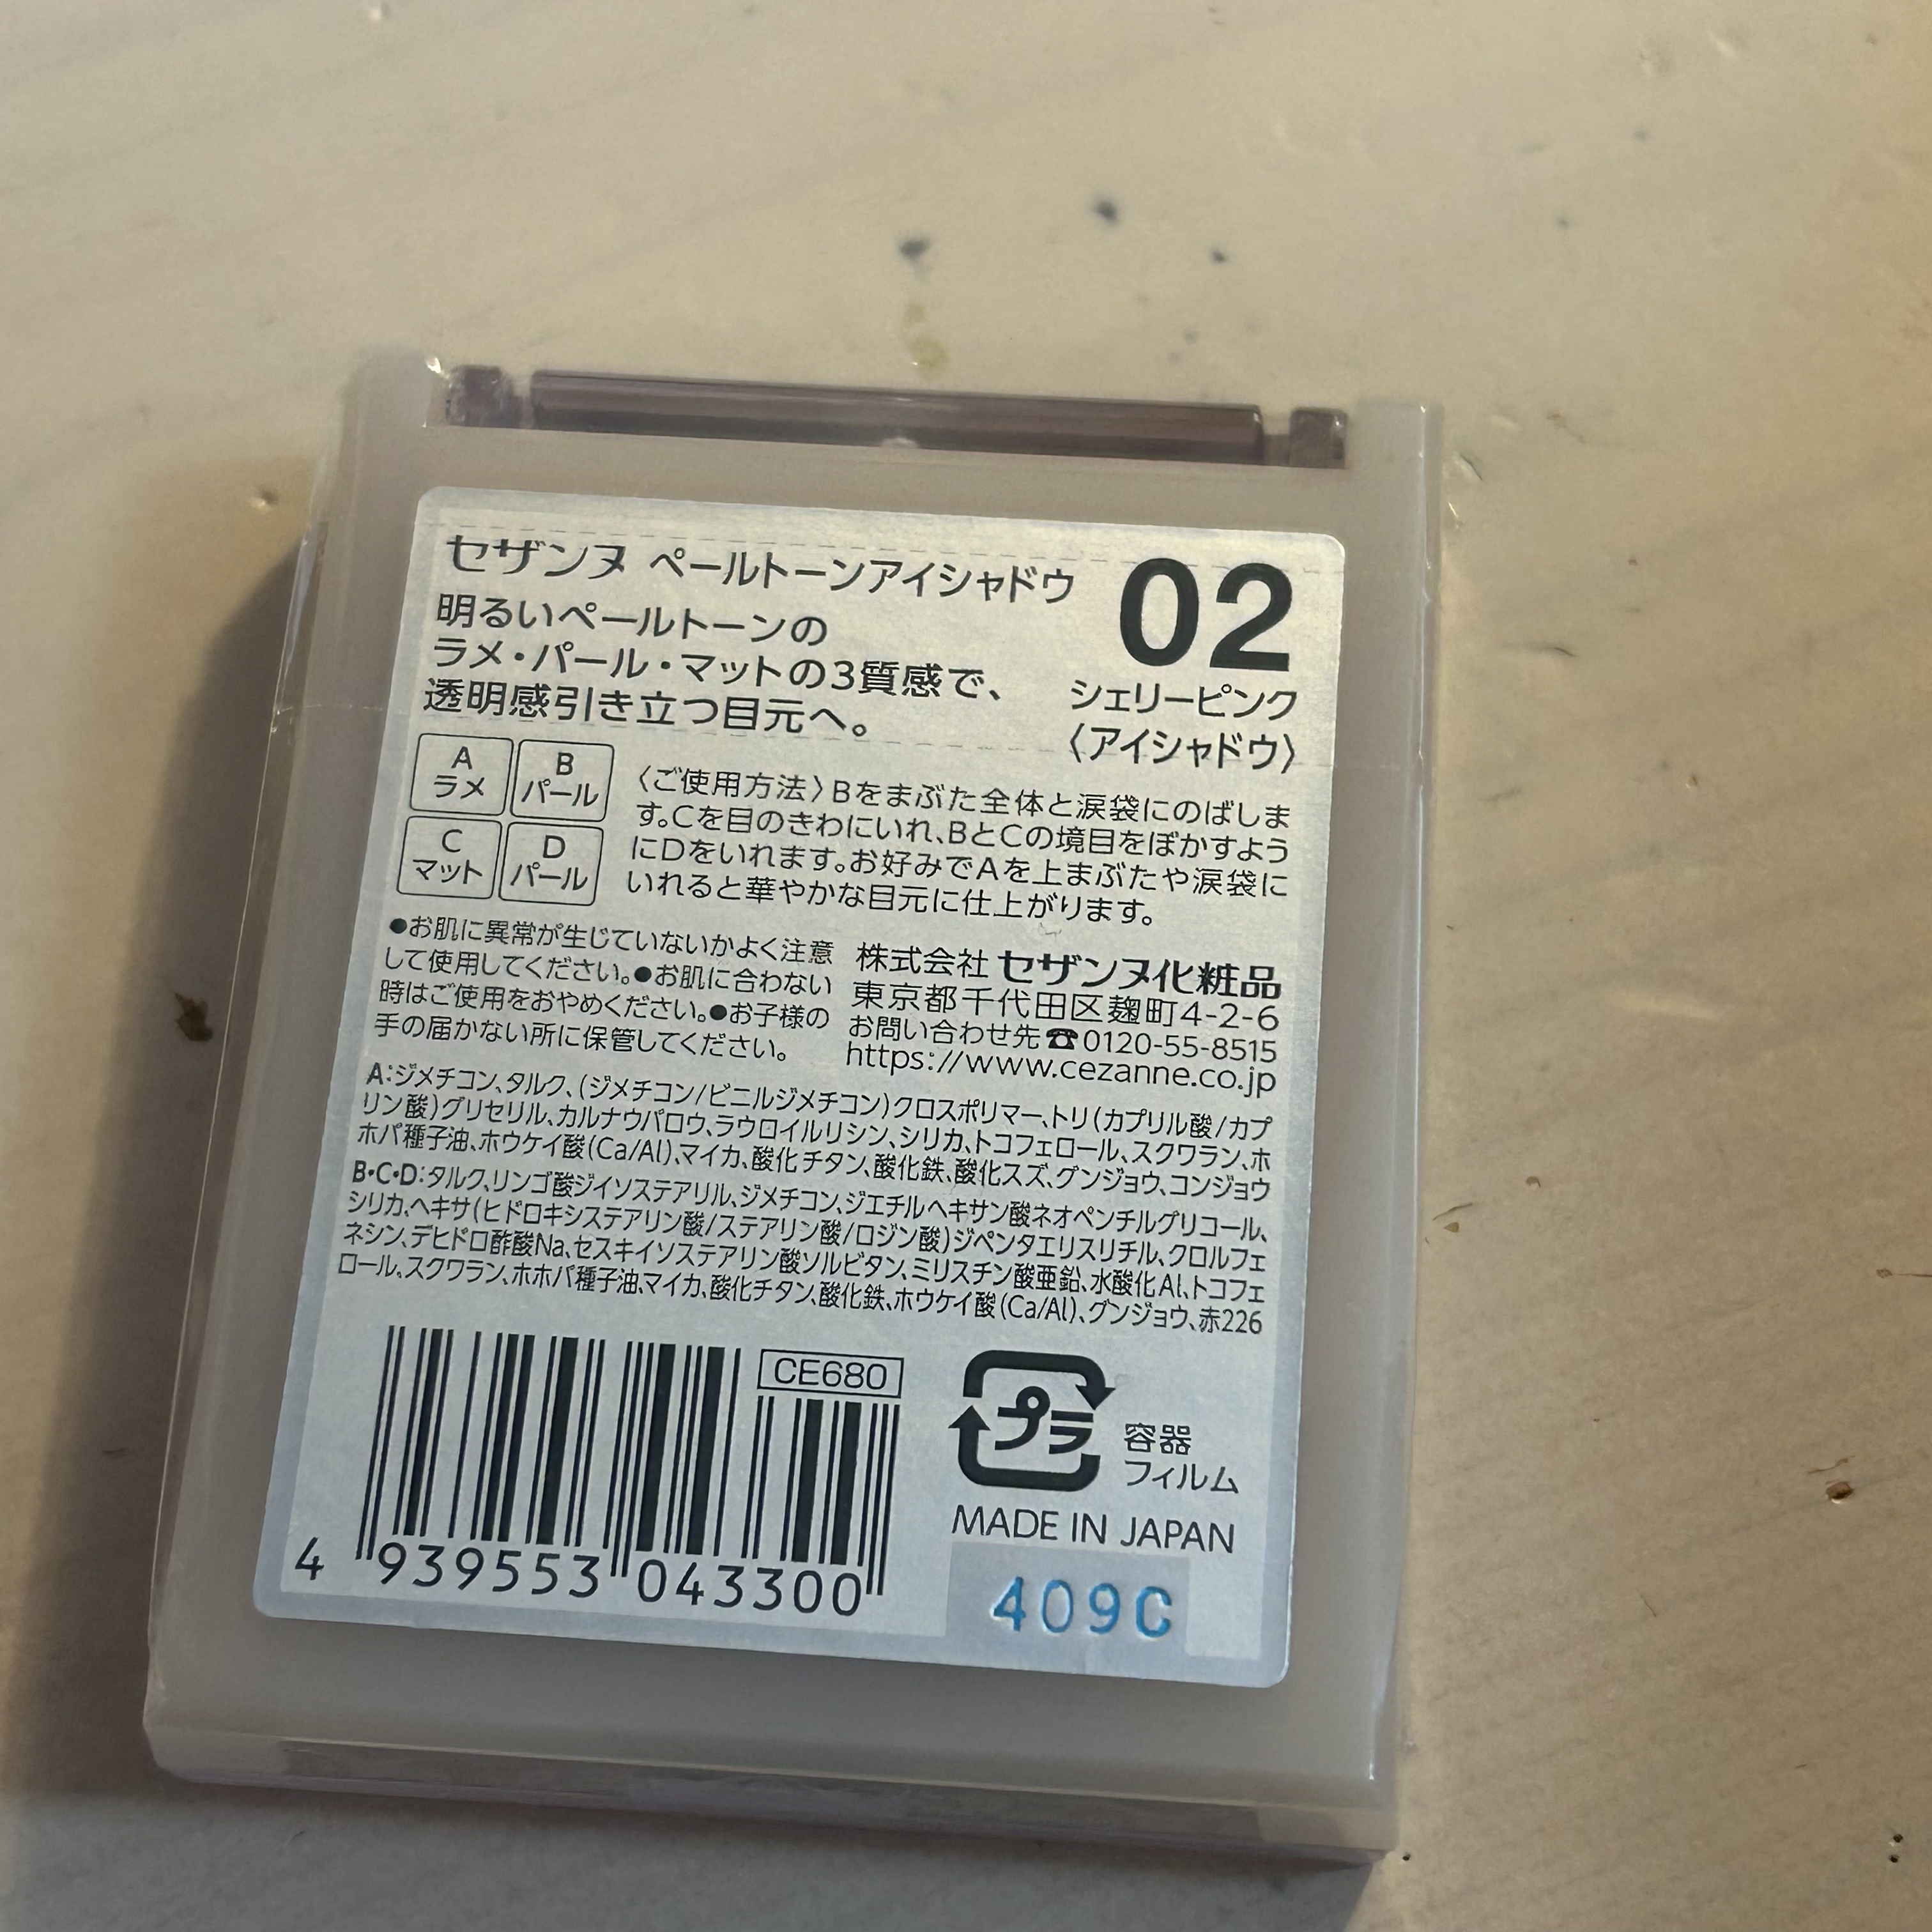 セザンヌ ペールトーンアイシャドウ
明るいペールトーンの
ラメ・パール・マットの3質感で、
透明感引き立つ目元へ。
02
シェリーピンク
〈アイシャドウ〉
A
ラメ
B
パール
C
マット
D
パール
〈ご使用方法〉Bをまぶた全体と涙袋にのばしま
す。Cを目のきわにいれ、BとCの境目をぼかすよう
にDをいれます。お好みでAを上まぶたや涙袋に
いれると華やかな目元に仕上がります。
●お肌に異常が生じていないかよく注意
して使用してください。●お肌に合わない
時はご使用をおやめください。●お子様の
手の届かない所に保管してください。
株式会社 セザンヌ化粧品
東京都千代田区麹町4-2-6
お問い合わせ先☎0120-55-8515
https://www.cezanne.co.jp
A:ジメチコン、タルク、(ジメチコン/ビニルジメチコン)クロスポリマー、トリ(カプリル酸/カプ
リン酸)グリセリル、カルナウバロウ、ラウロイルリシン、シリカ、トコフェロール、スクワラン、ホ
ホバ種子油、ホウケイ酸(Ca/Al)、マイカ、酸化チタン、酸化鉄、酸化スズ、グンジョウ、コンジョウ
B・C・D:タルク、リンゴ酸ジイソステアリル、ジメチコン、ジエチルヘキサン酸ネオペンチルグリコール、
シリカ、ヘキサ(ヒドロキシステアリン酸/ステアリン酸/ロジン酸)ジペンタエリスリチル、クロルフェ
ネシン、デヒドロ酢酸Na、セスキイソステアリン酸ソルビタン、ミリスチン酸亜鉛、水酸化Al、トコフェ
ロール、スクワラン、ホホバ種子油、マイカ、酸化チタン、酸化鉄、ホウケイ酸(Ca/Al)、グンジョウ、赤226
CE680
4 939553 043300
プラ
容器
フィルム
MADE IN JAPAN
409C